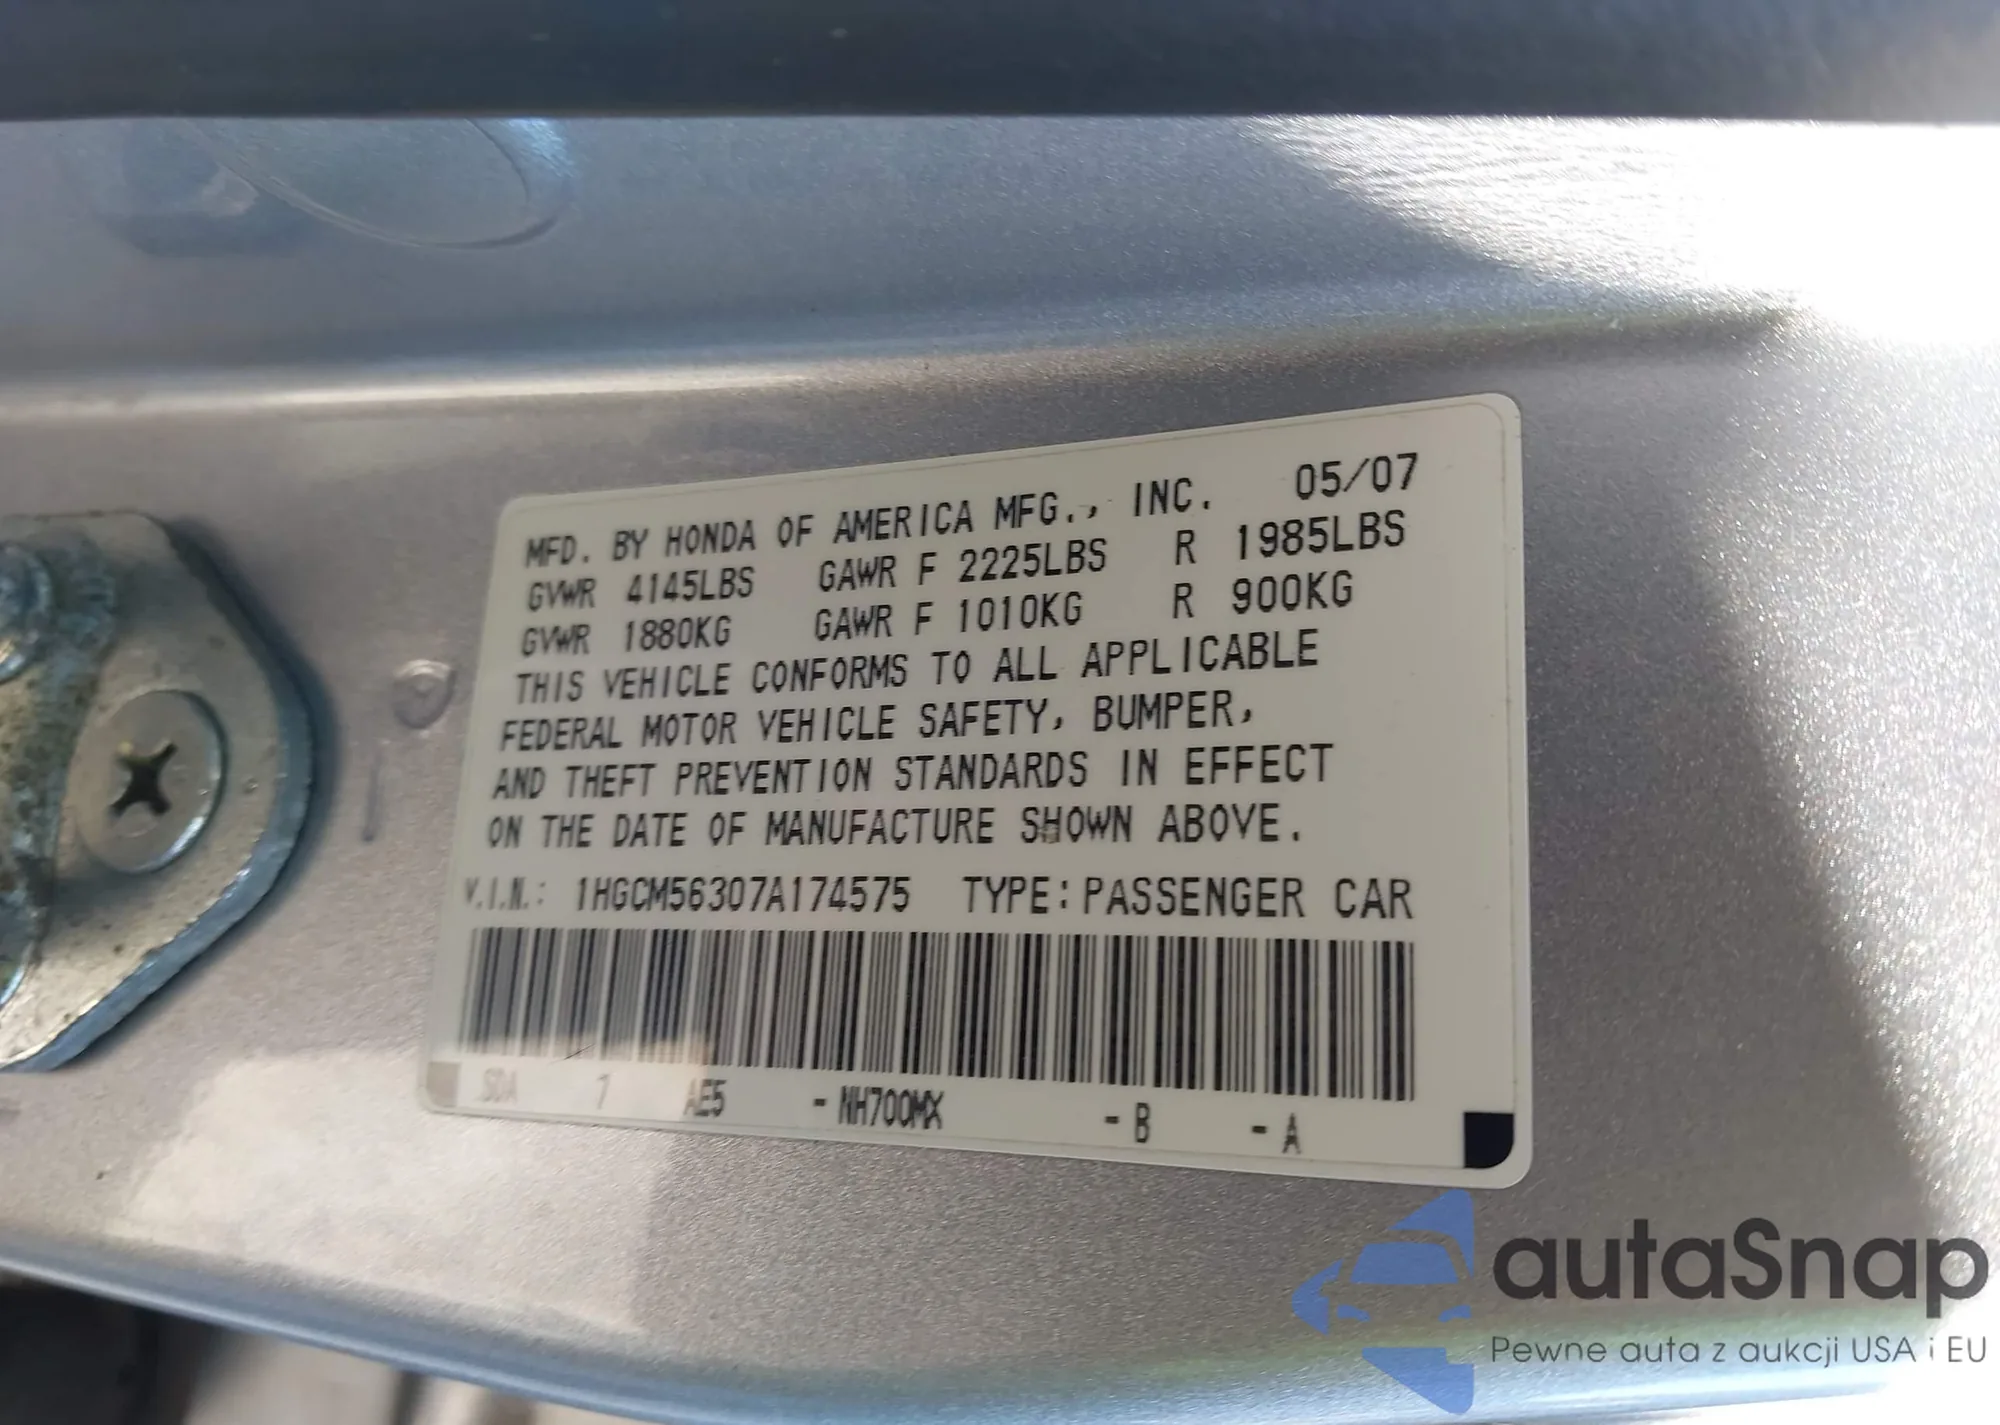 MFD. BY HONDA OF AMERICA MFG., INC. 05/07
GVWR 4145LBS GAWR F 2225LBS R 1985LBS
GVWR 1880KG GAWR F 1010KG R 900KG
THIS VEHICLE CONFORMS TO ALL APPLICABLE
FEDERAL MOTOR VEHICLE SAFETY, BUMPER,
AND THEFT PREVENTION STANDARDS IN EFFECT
ON THE DATE OF MANUFACTURE SHOWN ABOVE.
V.I.N.: 1HGCM56307A174575 TYPE: PASSENGER CAR
SDA 7 AE5 - NH700MX - B - A
autaSnap
Pewne auta z aukcji USA i EU